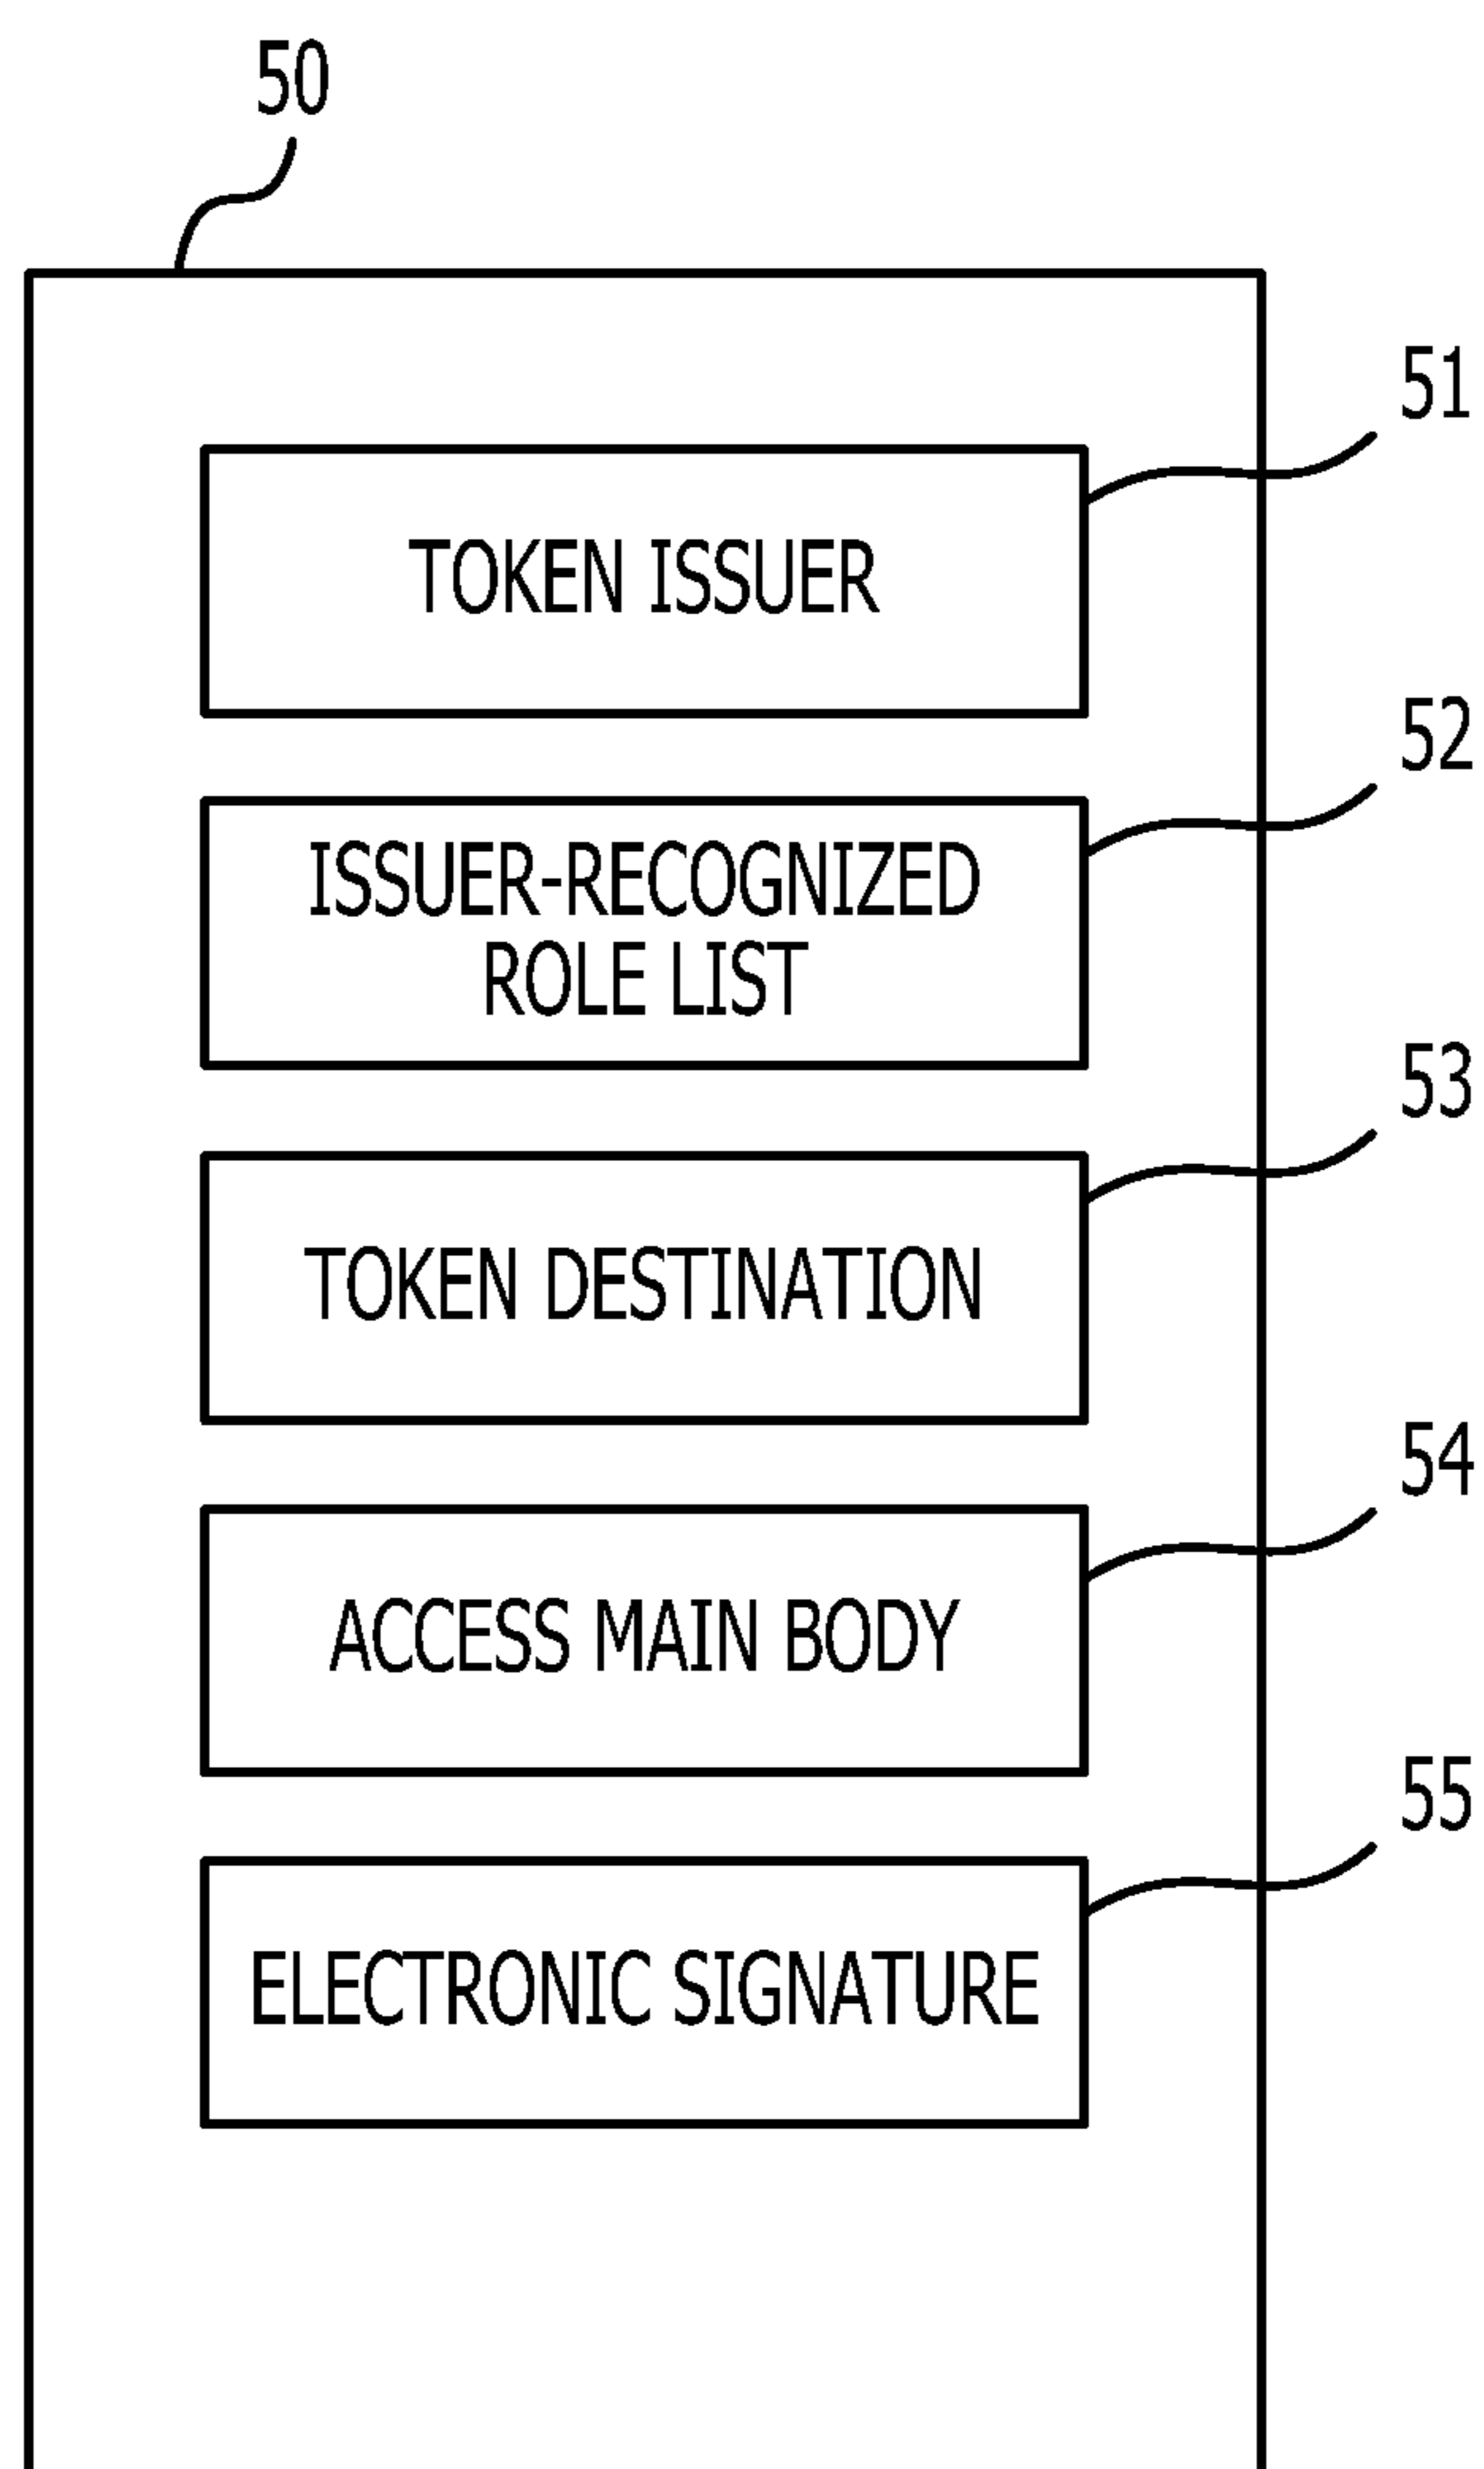 50
51
TOKEN ISSUER
52
ISSUER-RECOGNIZED
ROLE LIST
53
TOKEN DESTINATION
54
ACCESS MAIN BODY
55
ELECTRONIC SIGNATURE